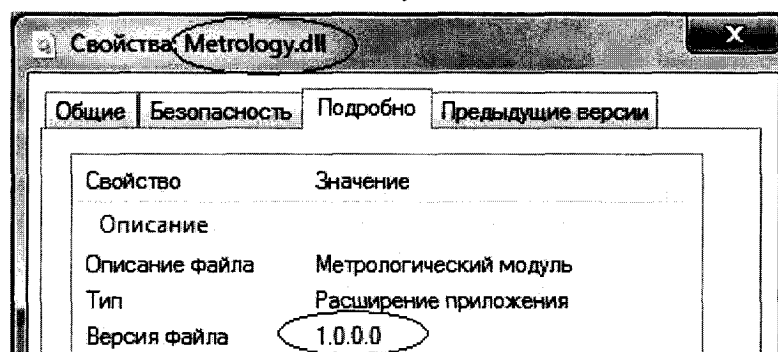 Свойства: Metrology.dll
x
Общие Безопасность Подробно Предыдущие версии
Свойство Значение
Описание
Описание файла Метрологический модуль
Тип Расширение приложения
Версия файла 1.0.0.0